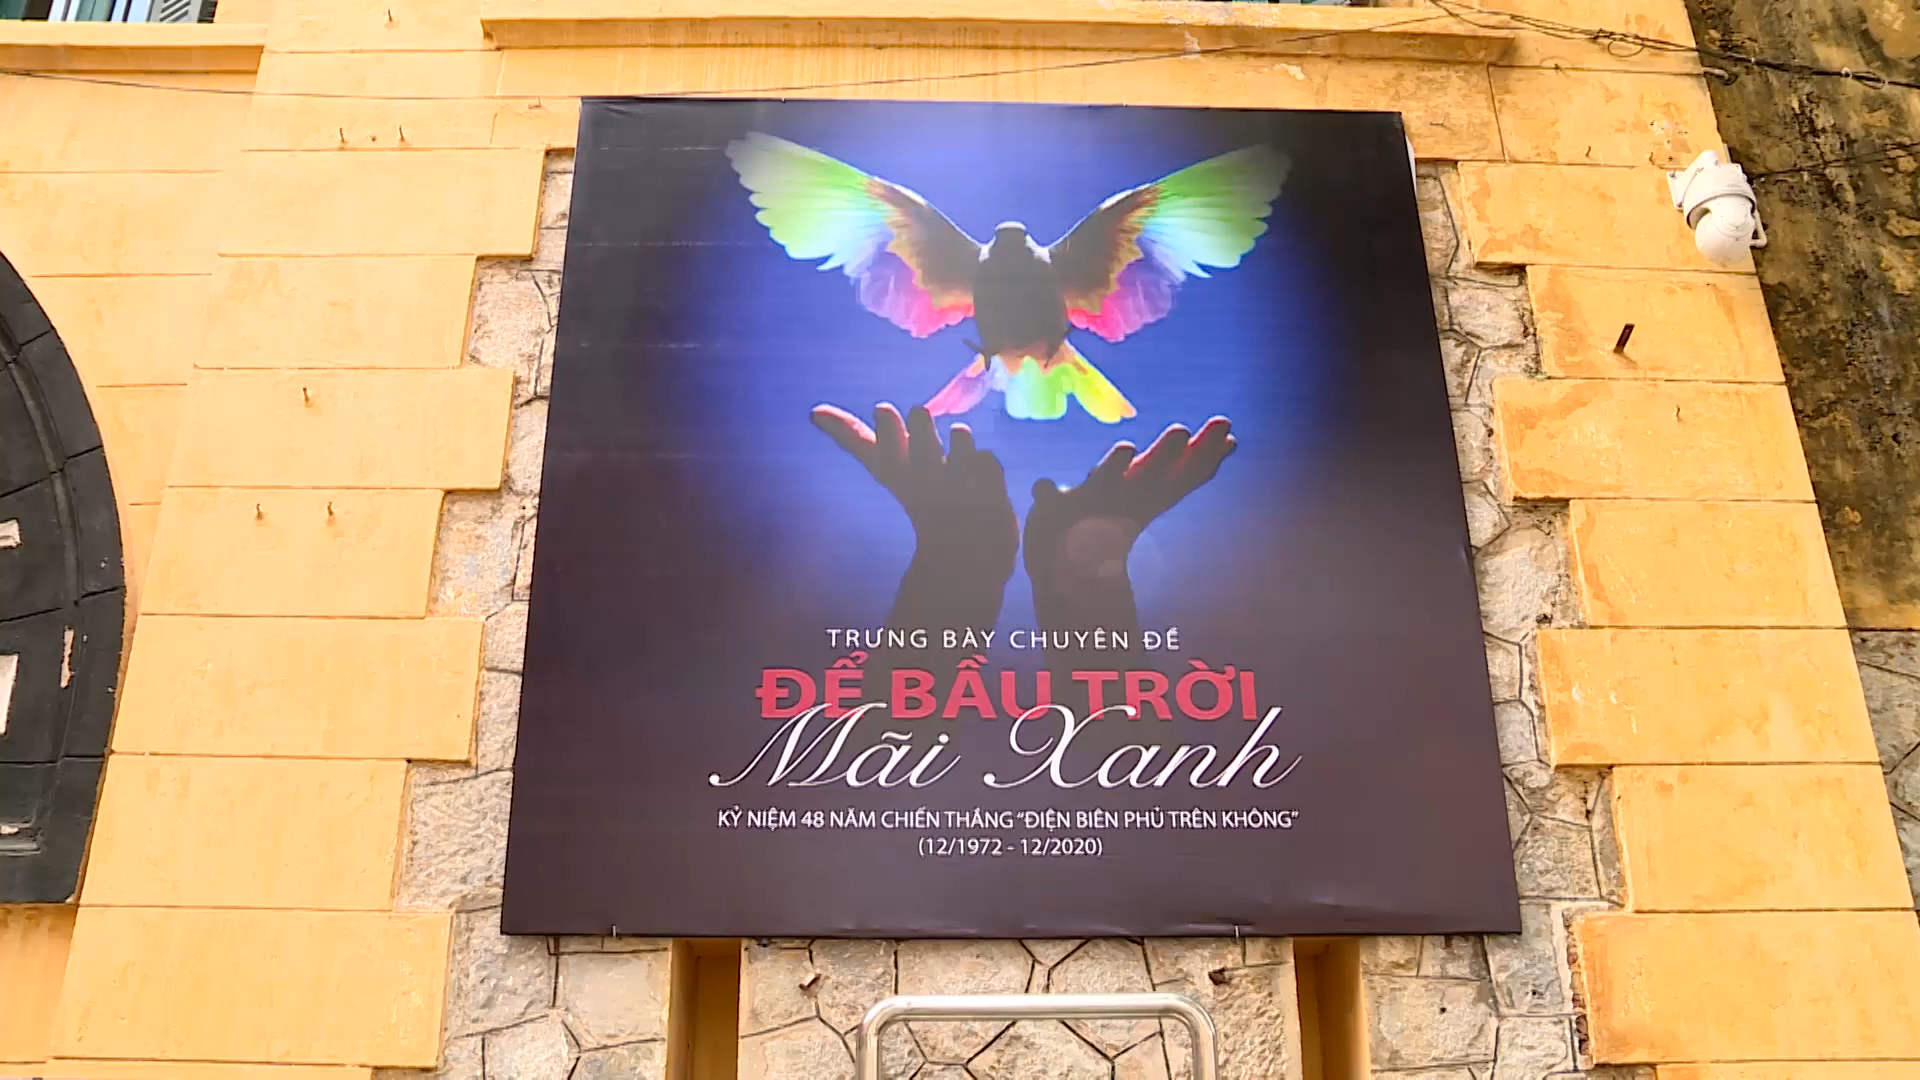 TRƯNG BÀY CHUYÊN ĐỀ
ĐỂ BẦU TRỜI
Mãi Xanh
KỶ NIỆM 48 NĂM CHIẾN THẮNG “ĐIỆN BIÊN PHỦ TRÊN KHÔNG”
(12/1972 - 12/2020)